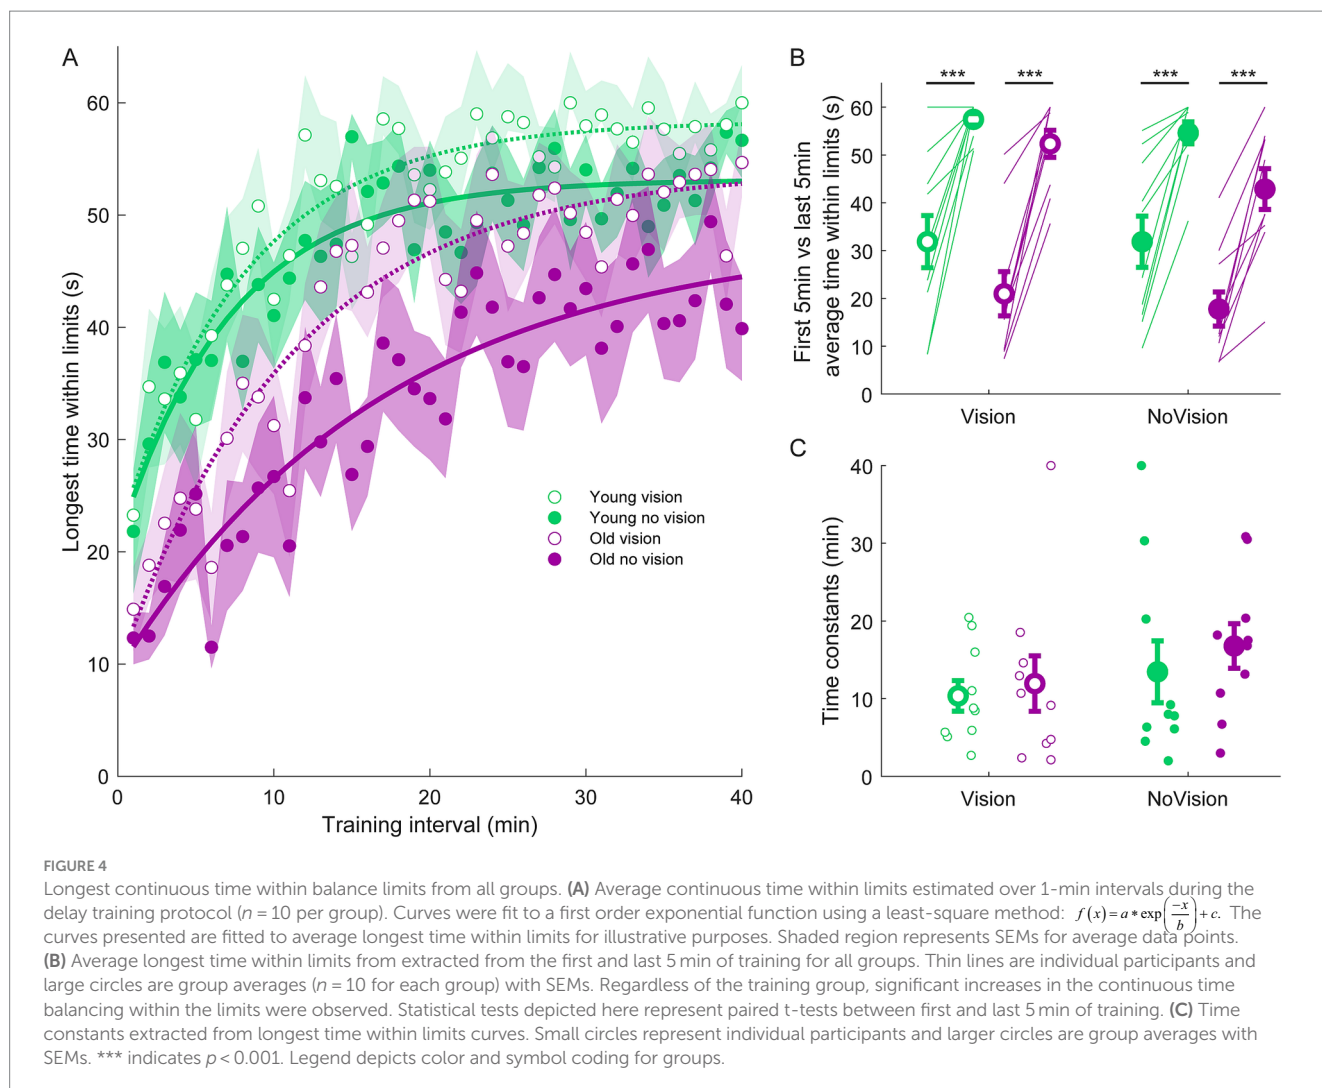 A
Longest time within limits (s)
60
50
40
30
20
10
0
0
10
20
30
40
Training interval (min)
Young vision
Young no vision
Old vision
Old no vision
B
First 5min vs last 5min
average time within limits (s)
60
50
40
30
20
10
0
***
***
***
***
Vision
NoVision
C
Time constants (min)
40
30
20
10
0
Vision
NoVision
FIGURE 4
Longest continuous time within balance limits from all groups. (A) Average continuous time within limits estimated over 1-min intervals during the
delay training protocol (n = 10 per group). Curves were fit to a first order exponential function using a least-square method: f(x) = a * exp(-x/b) + c. The
curves presented are fitted to average longest time within limits for illustrative purposes. Shaded region represents SEMs for average data points.
(B) Average longest time within limits from extracted from the first and last 5 min of training for all groups. Thin lines are individual participants and
large circles are group averages (n = 10 for each group) with SEMs. Regardless of the training group, significant increases in the continuous time
balancing within the limits were observed. Statistical tests depicted here represent paired t-tests between first and last 5 min of training. (C) Time
constants extracted from longest time within limits curves. Small circles represent individual participants and larger circles are group averages with
SEMs. *** indicates p < 0.001. Legend depicts color and symbol coding for groups.